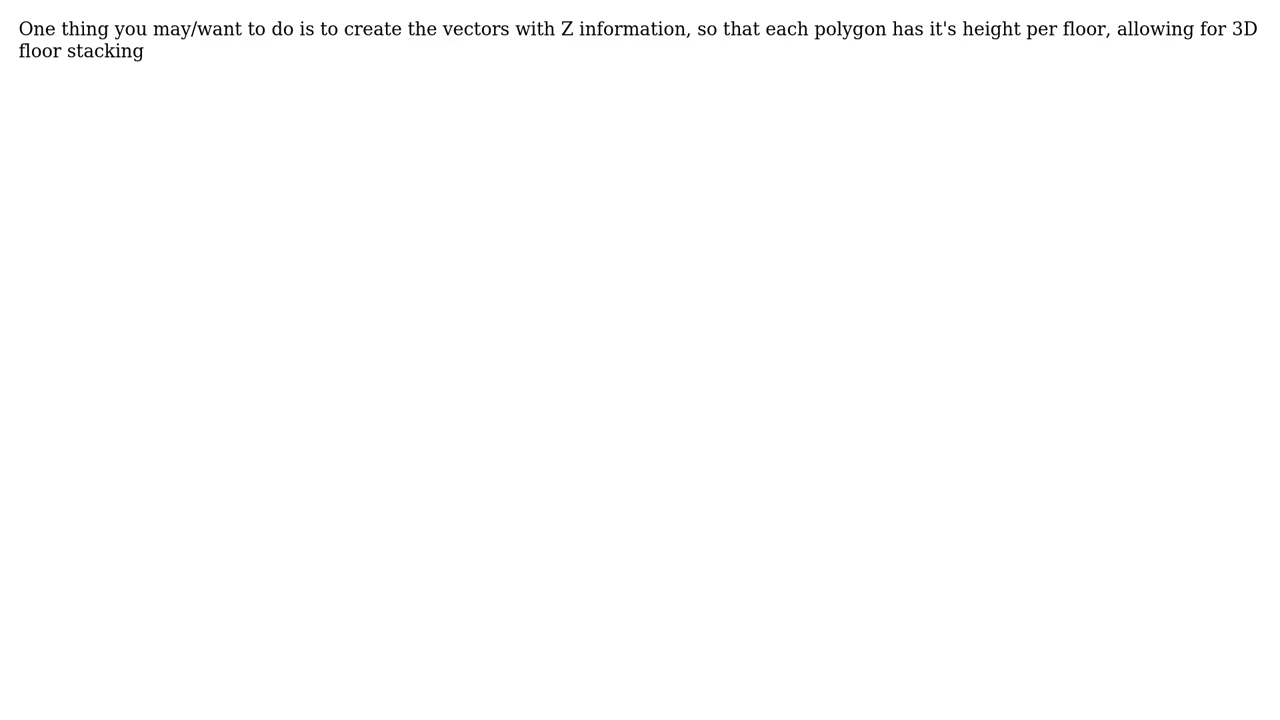 One thing you may/want to do is to create the vectors with Z information, so that each polygon has it's height per floor, allowing for 3D
floor stacking